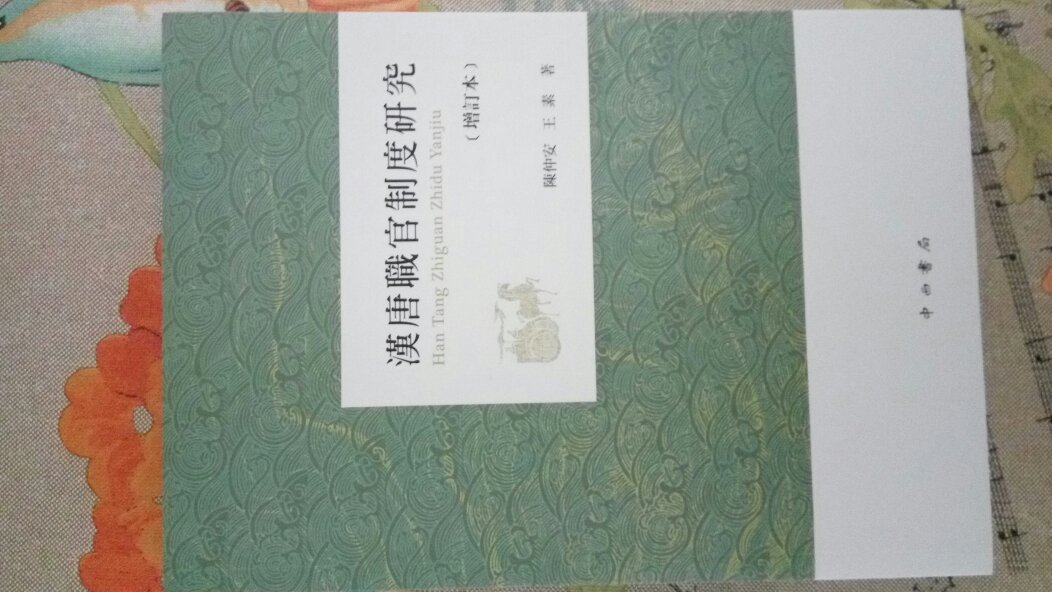 漢唐職官制度研究
Han Tang Zhiguan Zhidu Yanjiu
（增訂本）
陳仲安 王素 著
中西書局